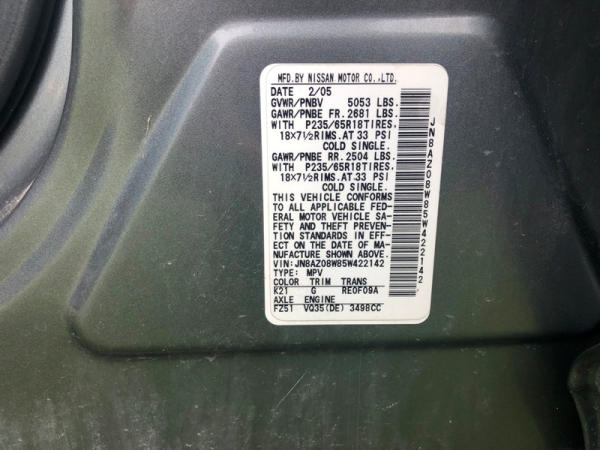 MFD.BY NISSAN MOTOR CO.,LTD.
DATE 2/05
GVWR/PNBV 5053 LBS.
GAWR/PNBE FR. 2681 LBS.
WITH P235/65R18TIRES.
18X7½RIMS.AT 33 PSI
COLD SINGLE.
GAWR/PNBE RR. 2504 LBS.
WITH P235/65R18TIRES.
18X7½RIMS.AT.33 PSI
COLD SINGLE.
THIS VEHICLE CONFORMS
TO ALL APPLICABLE FED-
ERAL MOTOR VEHICLE SA-
FETY AND THEFT PREVEN-
TION STANDARDS IN EFF-
ECT ON THE DATE OF MA-
NUFACTURE SHOWN ABOVE.
VIN:JN8AZ08W85W422142
TYPE: MPV
COLOR TRIM TRANS
K21 G RE0F09A
AXLE ENGINE
FZ51 VQ35(DE) 3498CC
JN8AZ08W85W422142